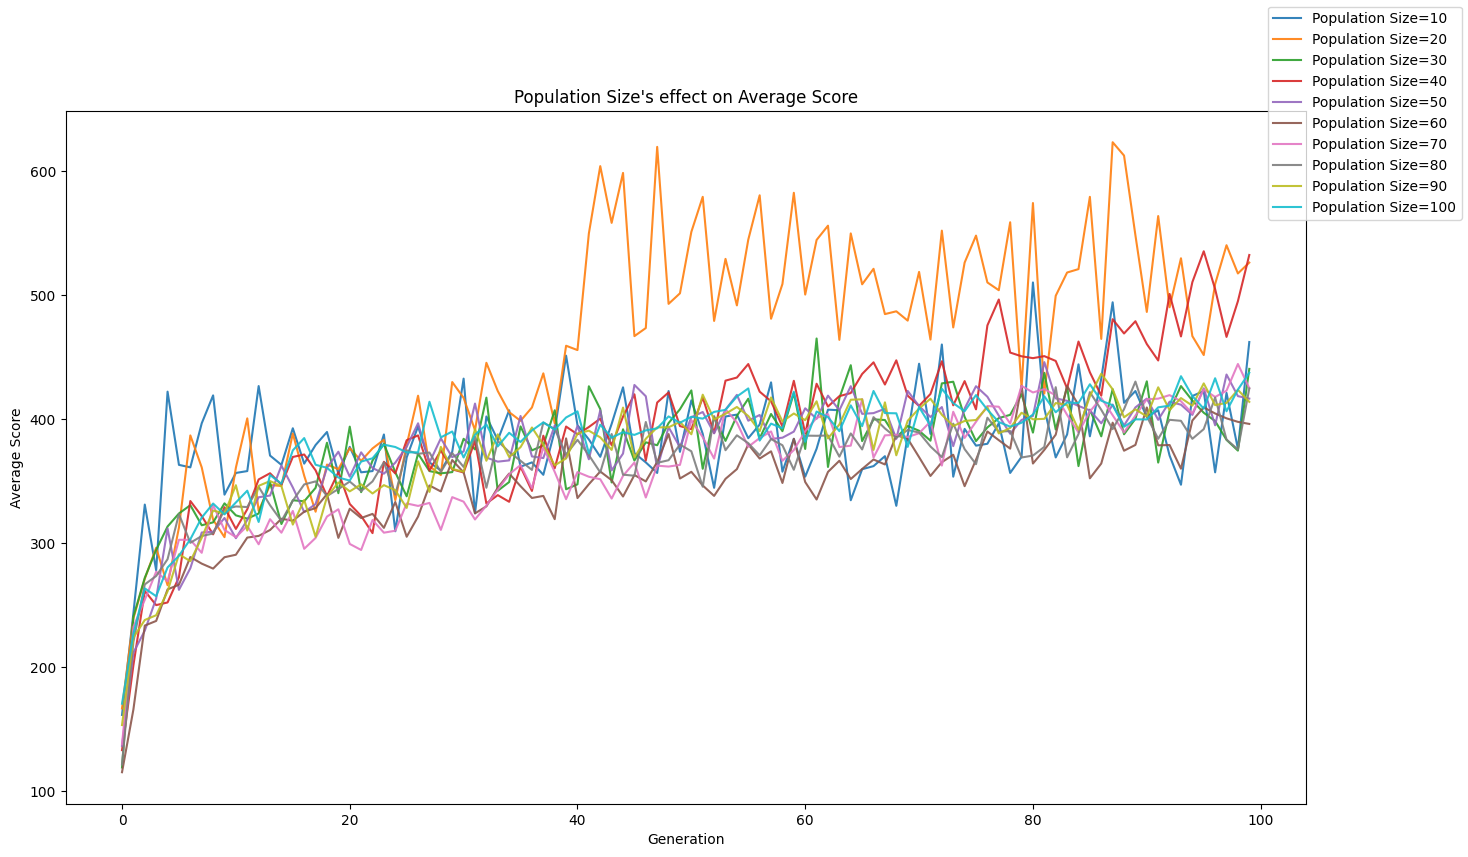 Population Size=10
Population Size=20
Population Size=30
Population Size=40
Population Size=50
Population Size=60
Population Size=70
Population Size=80
Population Size=90
Population Size=100
Population Size's effect on Average Score
Average Score
600
500
400
300
200
100
0 20 40 60 80 100
Generation